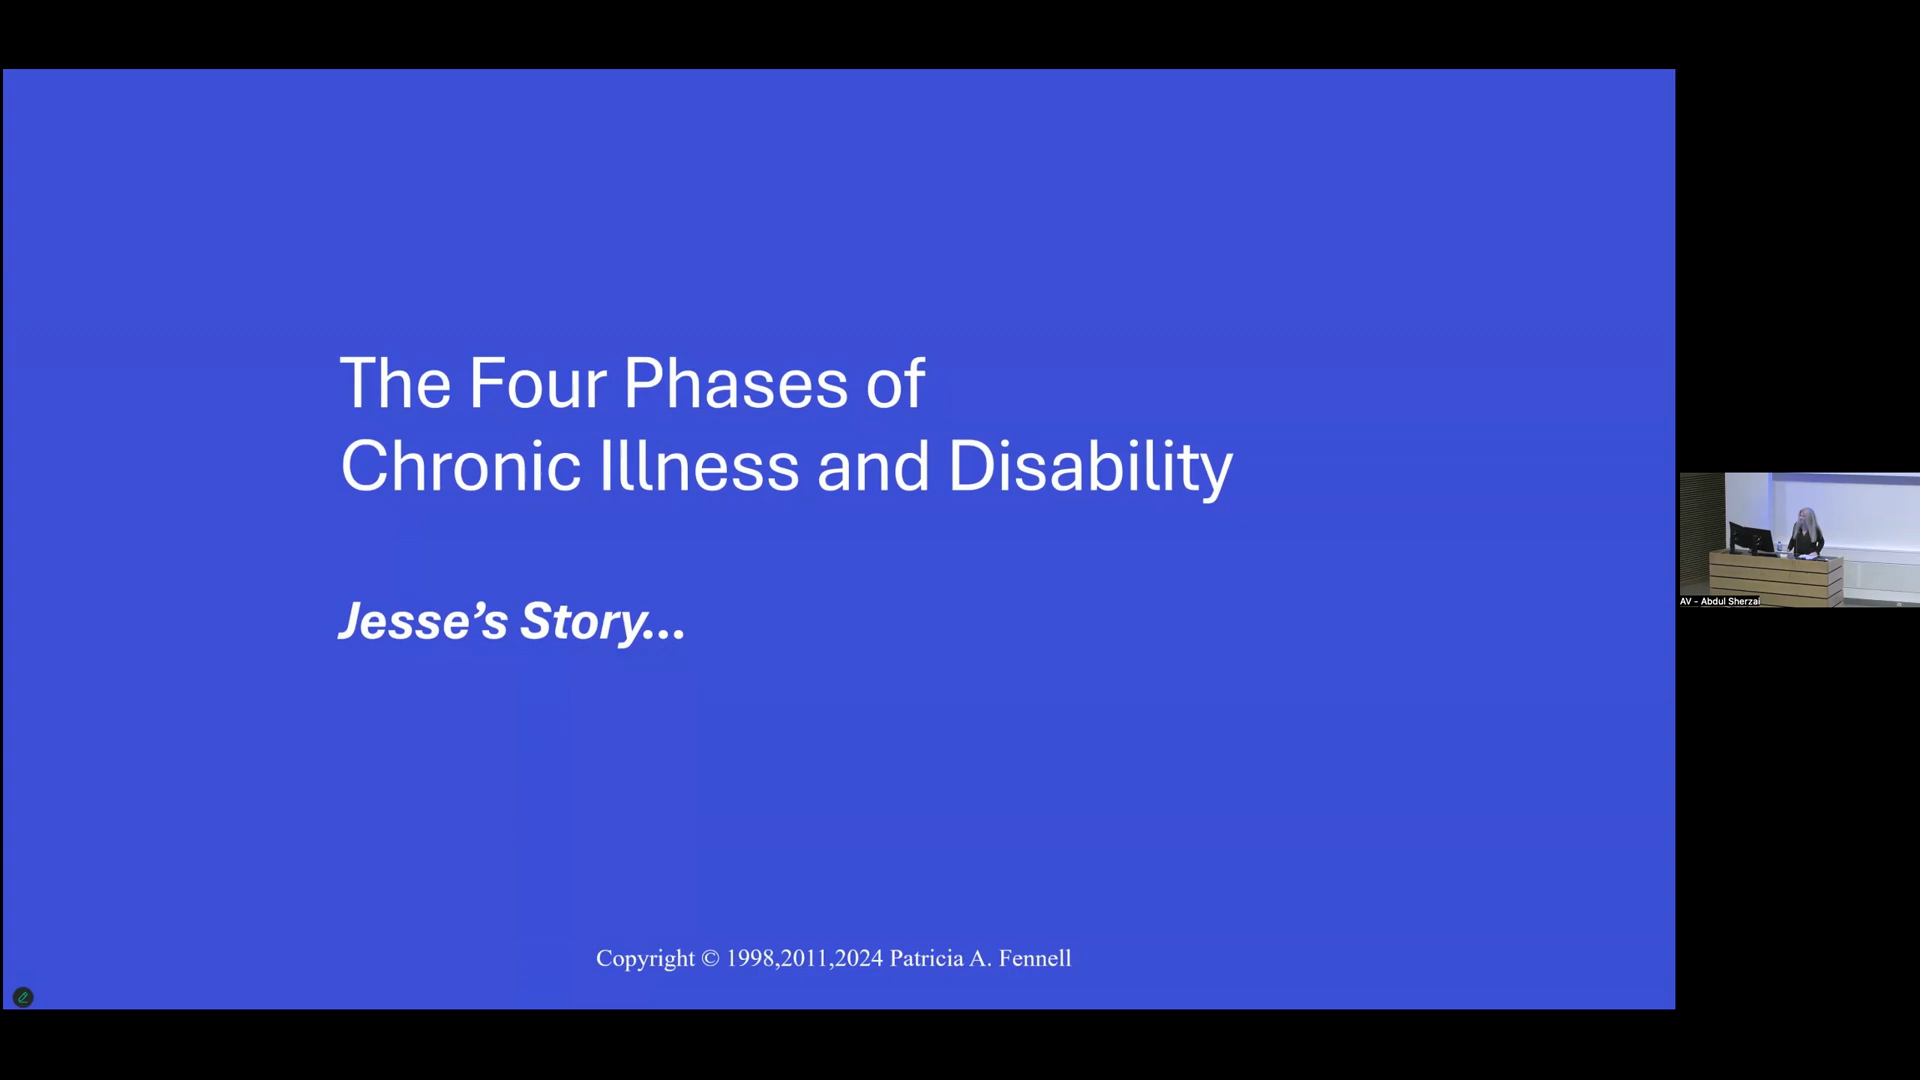 The Four Phases of
Chronic Illness and Disability
Jesse’s Story...
Copyright © 1998,2011,2024 Patricia A. Fennell
AV - Abdul Sherzai